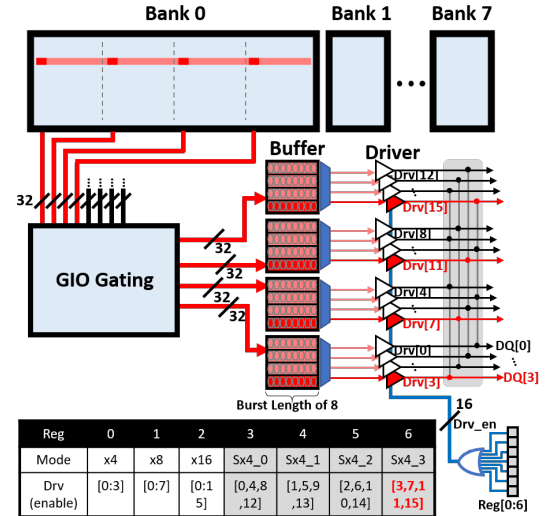 Bank 0 Bank 1 Bank 7
Buffer Driver
Drv[12]
32
Drv[15]
32
Drv[8]
GIO Gating
32
Drv[11]
32
Drv[4]
32
Drv[7]
Drv[0]
DQ[0]
Drv[3]
DQ[3]
Burst Length of 8
16
Drv_en
Reg[0:6]
Reg 0 1 2 3 4 5 6
Mode x4 x8 x16 Sx4_0 Sx4_1 Sx4_2 Sx4_3
Drv [0:3] [0:7] [0:1 [0,4,8 [1,5,9 [2,6,1 [3,7,1
(enable) 5] ,12] ,13] 0,14] 1,15]